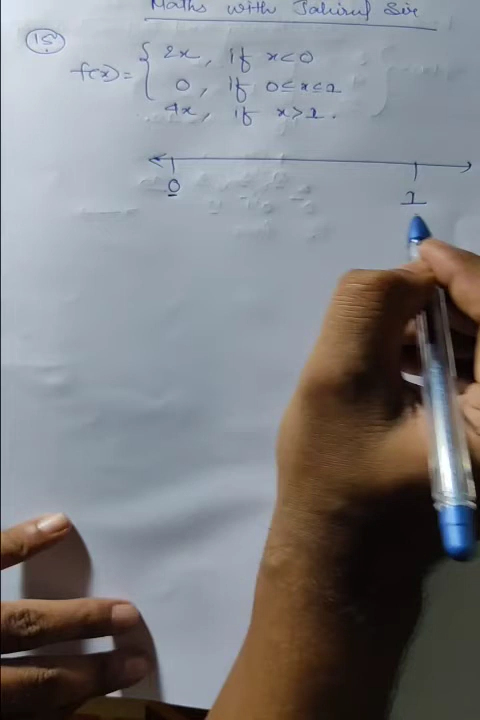 Maths with Jahirul Sir
15
f(x) = { 2x, if x<0
0, if 0≤x≤1
4x, if x>1.
0 1